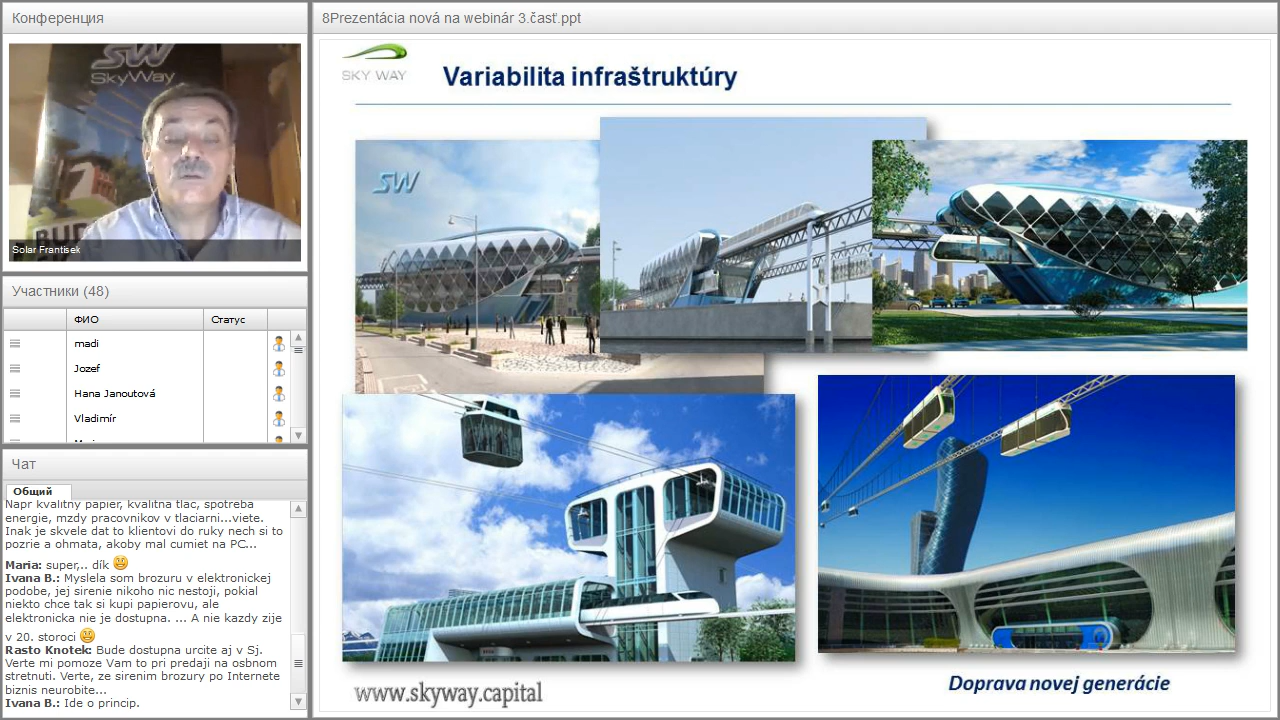 Конференция
SW
SkyWay
BUD
Solar Frantisek
Участники (48)
ФИО Статус
madi
Jozef
Hana Janoutová
Vladimír
Чат
Общий
Napr kvalitny papier, kvalitna tlac, spotreba
energie, mzdy pracovnikov v tlaciarni...viete.
Inak je skvele dat to klientovi do ruky nech si to
pozrie a ohmata, akoby mal cumiet na PC...
Maria: super,.. dík
Ivana B.: Myslela som brozuru v elektronickej
podobe, jej sirenie nikoho nic nestoji, pokial
niekto chce tak si kupi papierovu, ale
elektronicka nie je dostupna. ... A nie kazdy zije
v 20. storoci
Rasto Knotek: Bude dostupna urcite aj v Sj.
Verte mi pomoze Vam to pri predaji na osbnom
stretnuti. Verte, ze sirenim brozury po Internete
biznis neurobite...
Ivana B.: Ide o princip.
8Prezentácia nová na webinár 3.časť.ppt
SKY WAY
Variabilita infraštruktúry
SW
www.skyway.capital
Doprava novej generácie